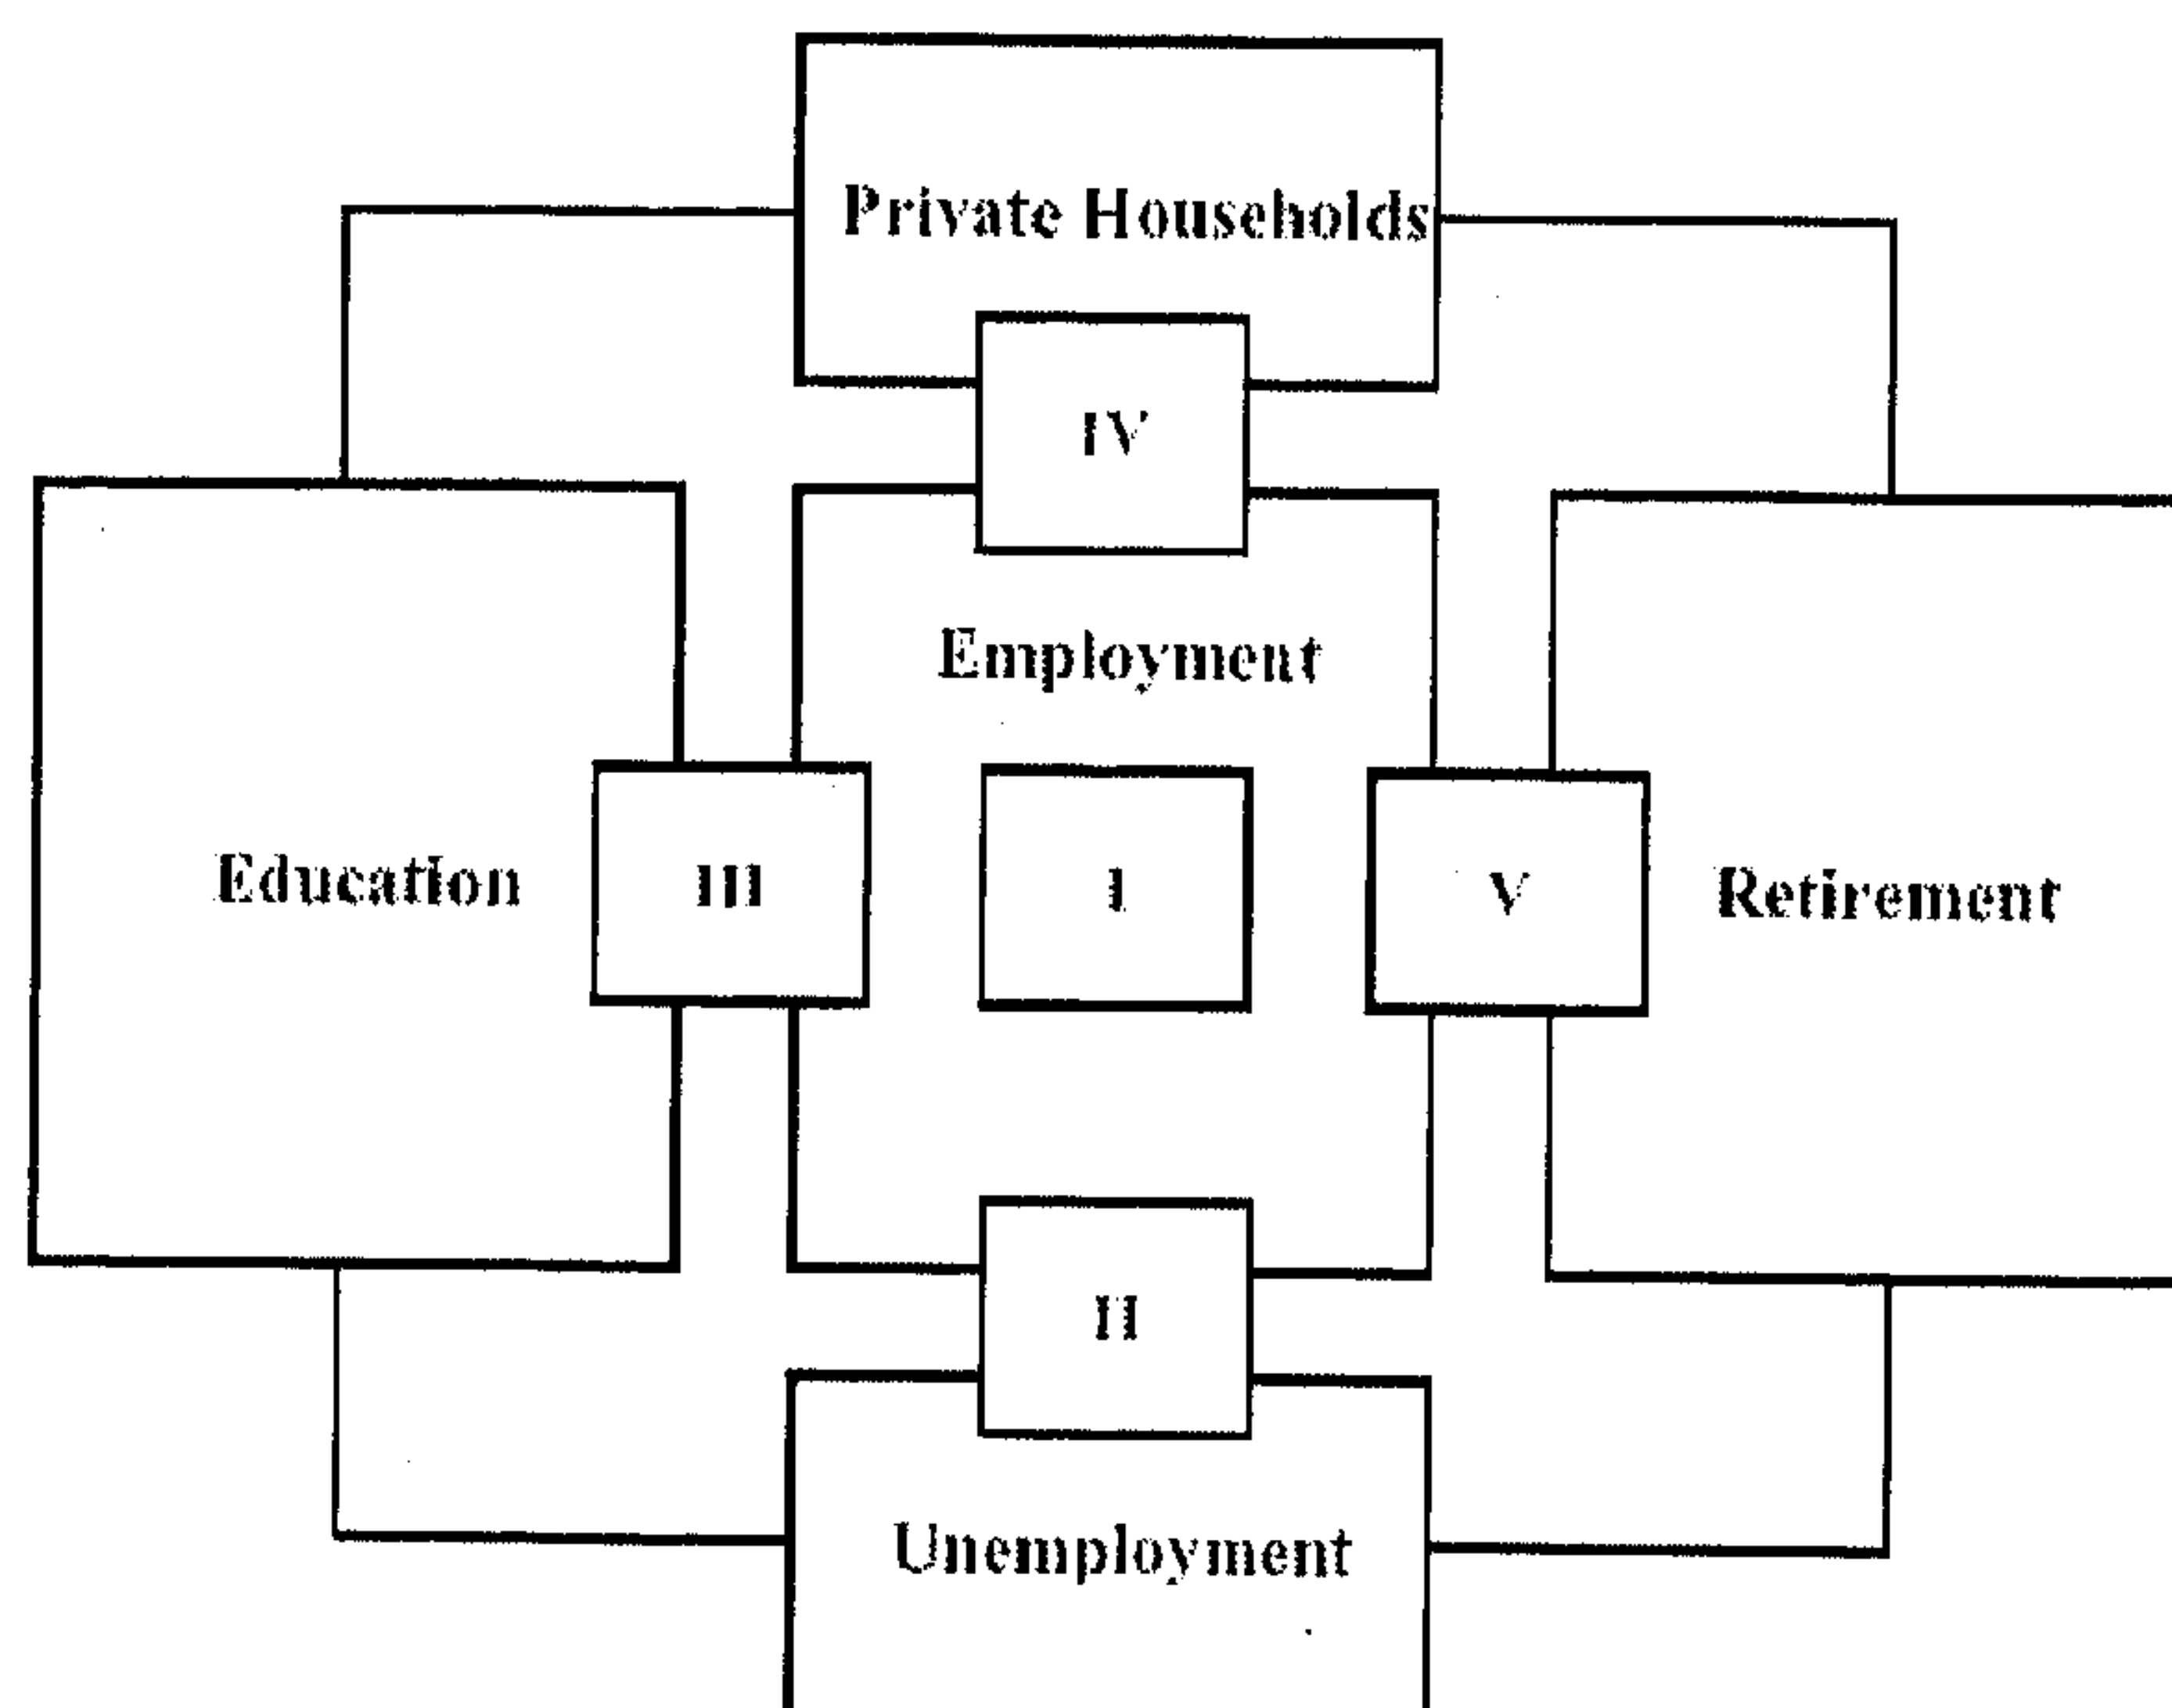 Private Households
IV
Employment
Education
III
I
V
Retirement
II
Unemployment